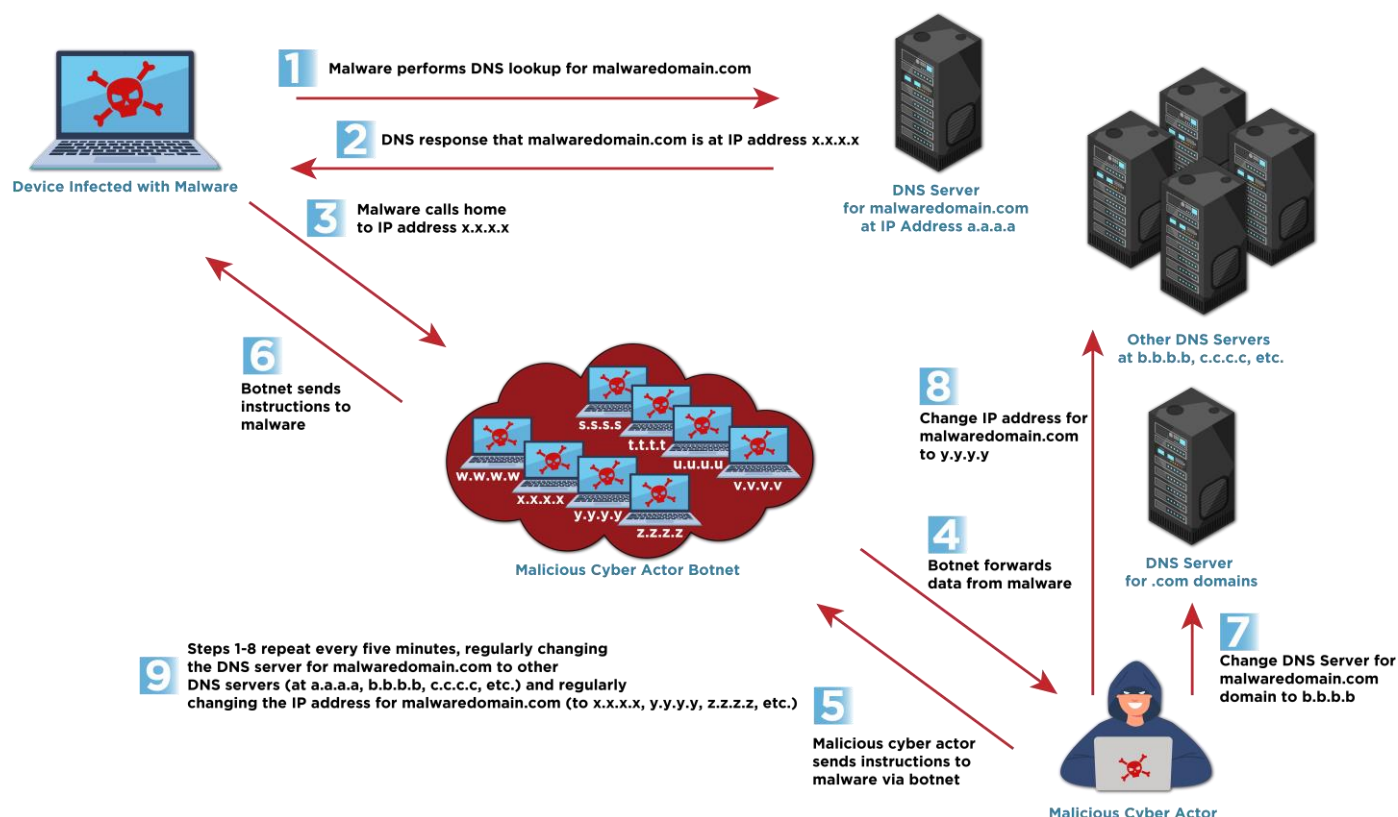 1
Malware performs DNS lookup for malwaredomain.com
2
DNS response that malwaredomain.com is at IP address x.x.x.x
Device Infected with Malware
DNS Server
for malwaredomain.com
at IP Address a.a.a.a
3
Malware calls home
to IP address x.x.x.x
Other DNS Servers
at b.b.b.b, c.c.c.c, etc.
6
Botnet sends
instructions to
malware
s.s.s.s
t.t.t.t
u.u.u.u
v.v.v.v
w.w.w.w
x.x.x.x
y.y.y.y
z.z.z.z
Malicious Cyber Actor Botnet
8
Change IP address for
malwaredomain.com
to y.y.y.y
4
Botnet forwards
data from malware
DNS Server
for .com domains
7
Change DNS Server for
malwaredomain.com
domain to b.b.b.b
9
Steps 1-8 repeat every five minutes, regularly changing
the DNS server for malwaredomain.com to other
DNS servers (at a.a.a.a, b.b.b.b, c.c.c.c, etc.) and regularly
changing the IP address for malwaredomain.com (to x.x.x.x, y.y.y.y, z.z.z.z, etc.)
5
Malicious cyber actor
sends instructions to
malware via botnet
Malicious Cyber Actor